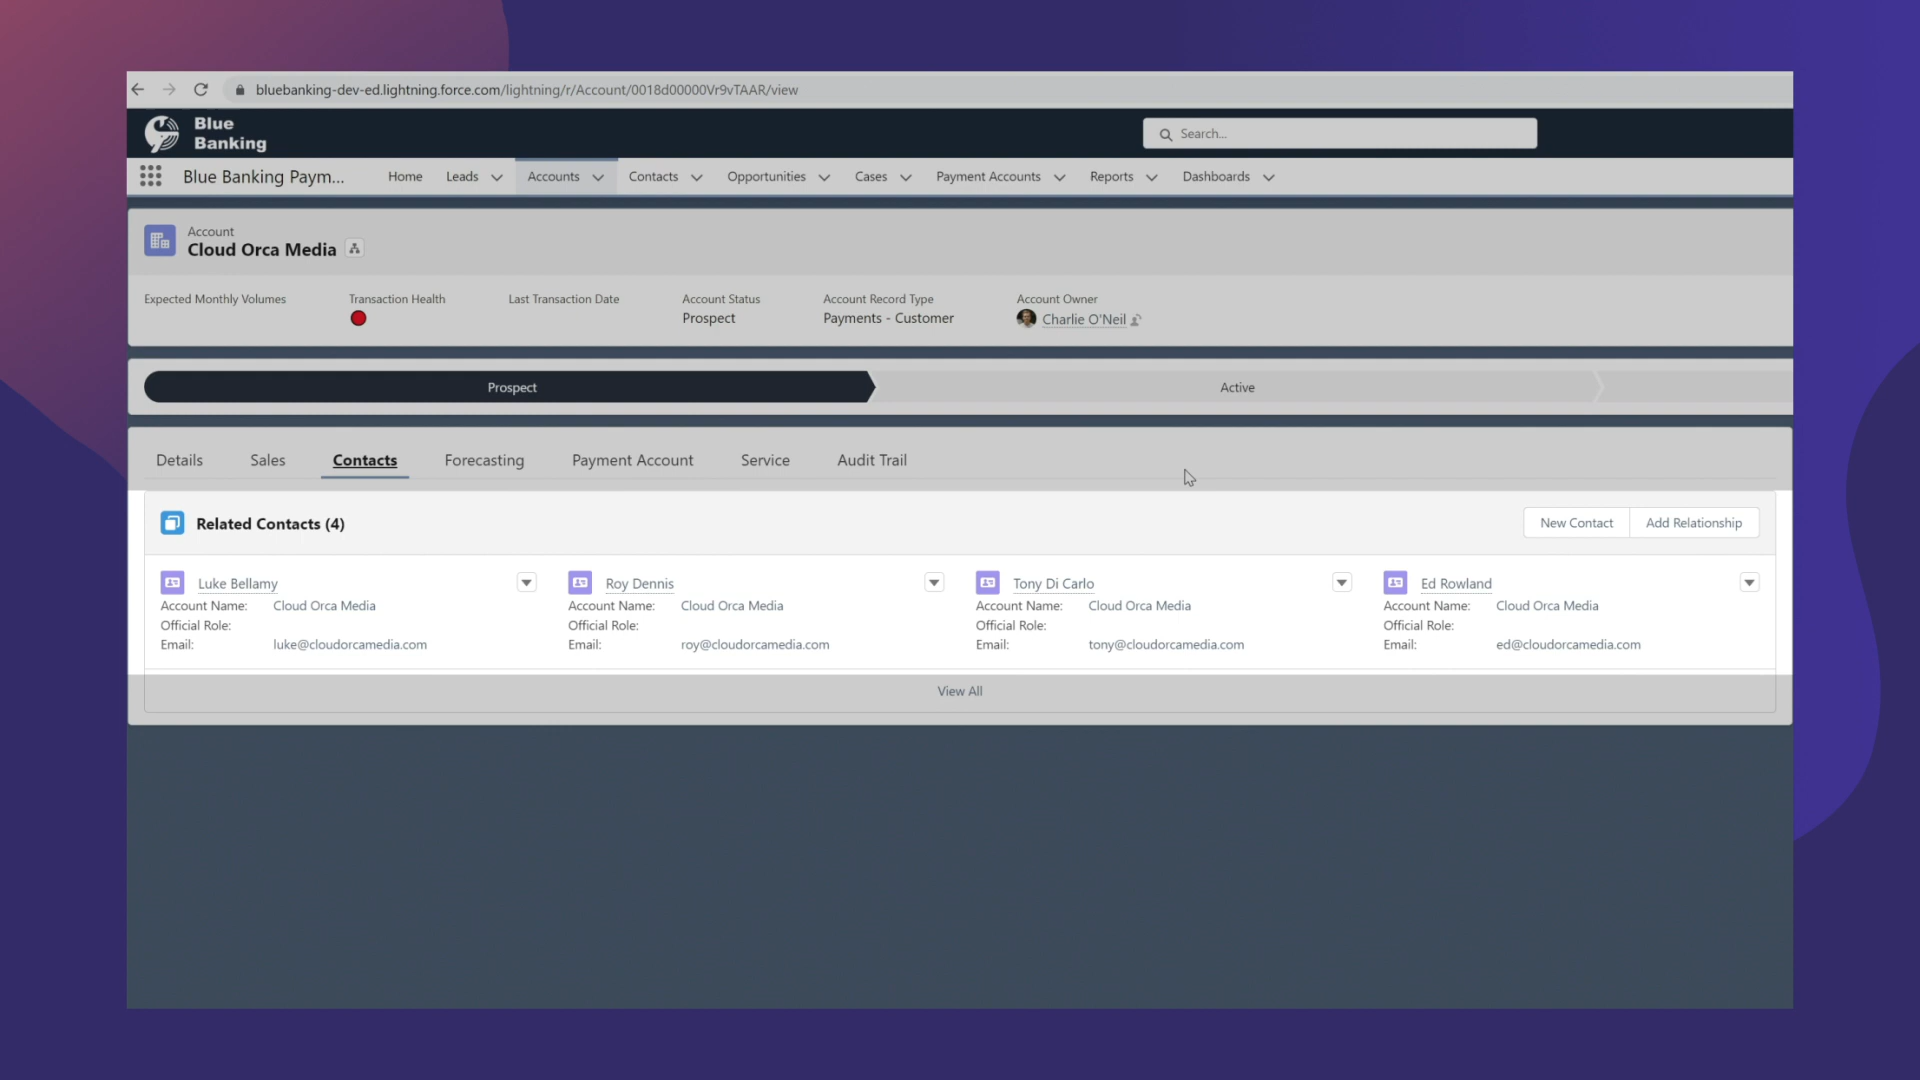 bluebanking-dev-ed.lightning.force.com/lightning/r/Account/0018d00000Vr9vTAAR/view
Blue
Banking
Search...
Blue Banking Paym... Home Leads Accounts Contacts Opportunities Cases Payment Accounts Reports Dashboards
Account
Cloud Orca Media
Expected Monthly Volumes Transaction Health Last Transaction Date Account Status Account Record Type Account Owner
Prospect Payments - Customer Charlie O'Neil
Prospect Active
Details Sales Contacts Forecasting Payment Account Service Audit Trail
Related Contacts (4) New Contact Add Relationship
Luke Bellamy Roy Dennis Tony Di Carlo Ed Rowland
Account Name: Cloud Orca Media Account Name: Cloud Orca Media Account Name: Cloud Orca Media Account Name: Cloud Orca Media
Official Role: Official Role: Official Role: Official Role:
Email: luke@cloudorcamedia.com Email: roy@cloudorcamedia.com Email: tony@cloudorcamedia.com Email: ed@cloudorcamedia.com
View All